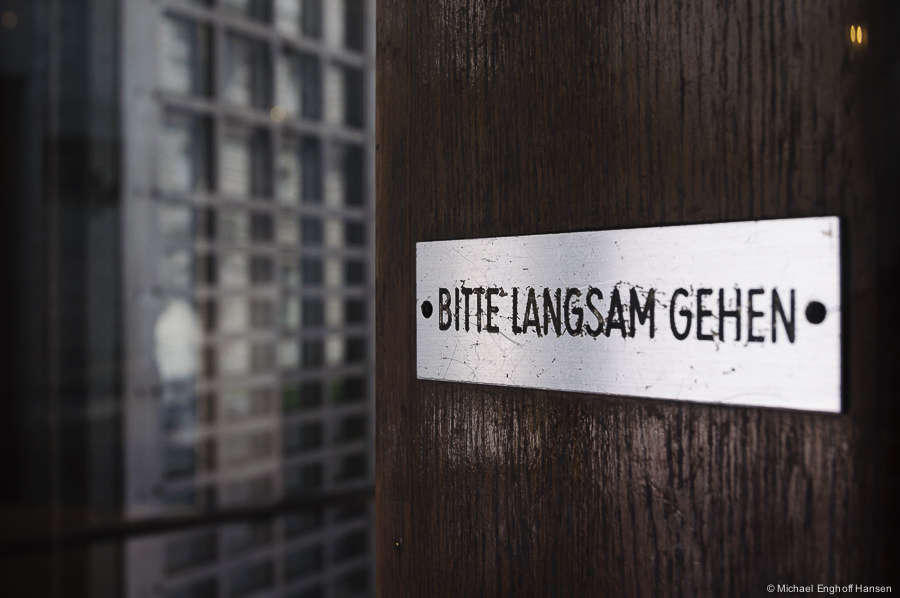 BITTE LANGSAM GEHEN
© Michael Enghoff Hansen